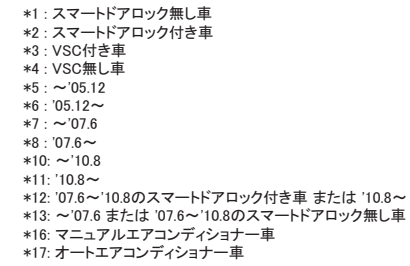 *1 : スマートドアロック無し車
*2 : スマートドアロック付き車
*3 : VSC付き車
*4 : VSC無し車
*5 : ～'05.12
*6 : '05.12～
*7 : ～'07.6
*8 : '07.6～
*10: ～'10.8
*11: '10.8～
*12: '07.6～'10.8のスマートドアロック付き車 または '10.8～
*13: ～'07.6 または '07.6～'10.8のスマートドアロック無し車
*16: マニュアルエアコンディショナー車
*17: オートエアコンディショナー車